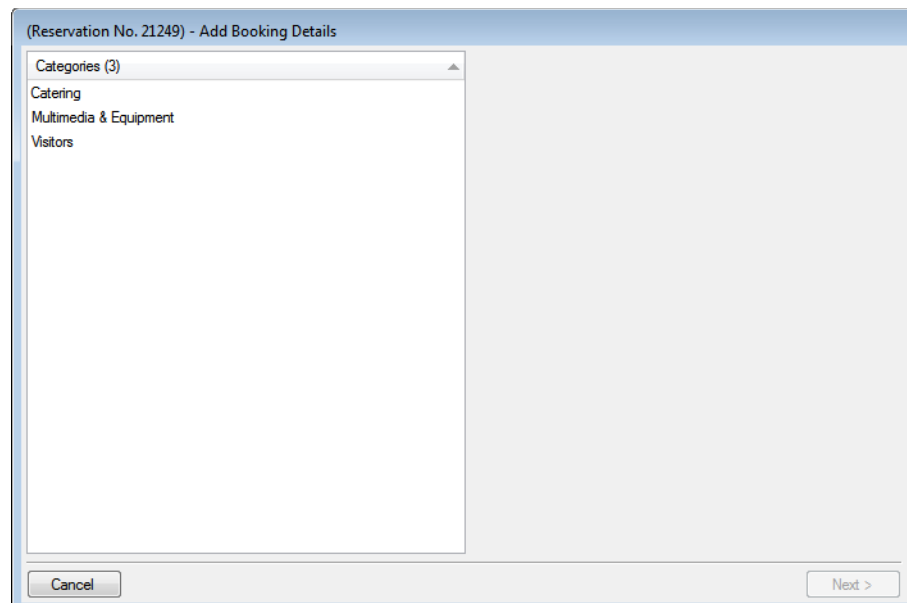 (Reservation No. 21249) - Add Booking Details
Categories (3)
Catering
Multimedia & Equipment
Visitors
Cancel
Next >